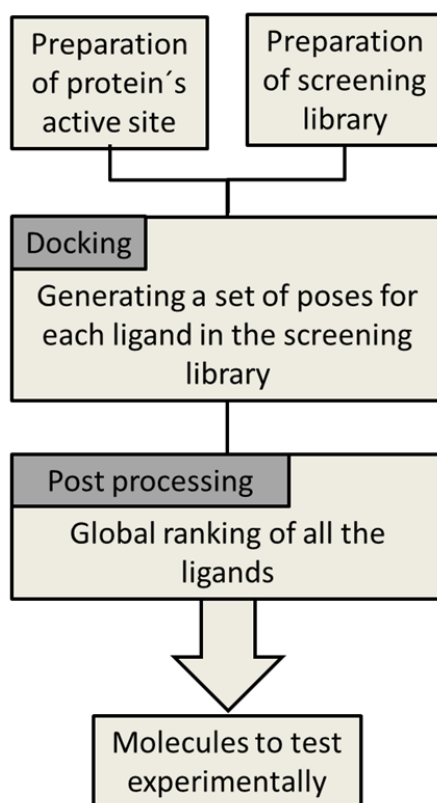 Preparation
of protein´s
active site
Preparation
of screening
library
Docking
Generating a set of poses for
each ligand in the screening
library
Post processing
Global ranking of all the
ligands
Molecules to test
experimentally